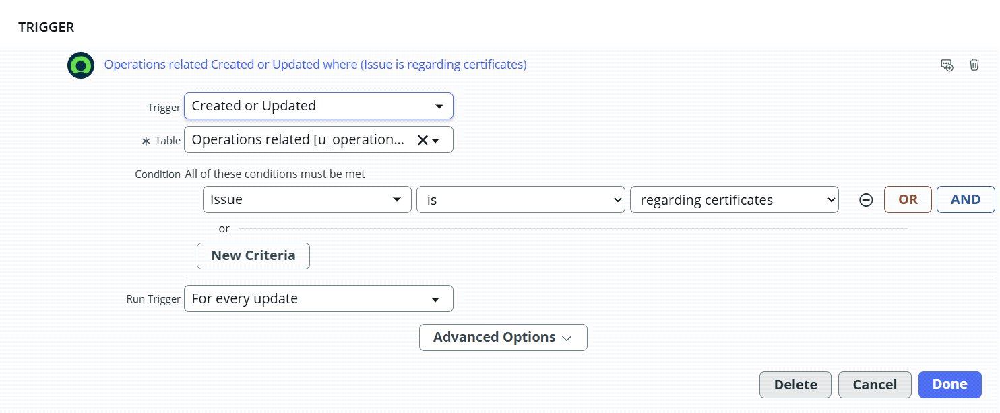 TRIGGER
Operations related Created or Updated where (Issue is regarding certificates)
Trigger Created or Updated
* Table Operations related [u_operation...
Condition All of these conditions must be met
Issue is regarding certificates OR AND
or
New Criteria
Run Trigger For every update
Advanced Options
Delete Cancel Done